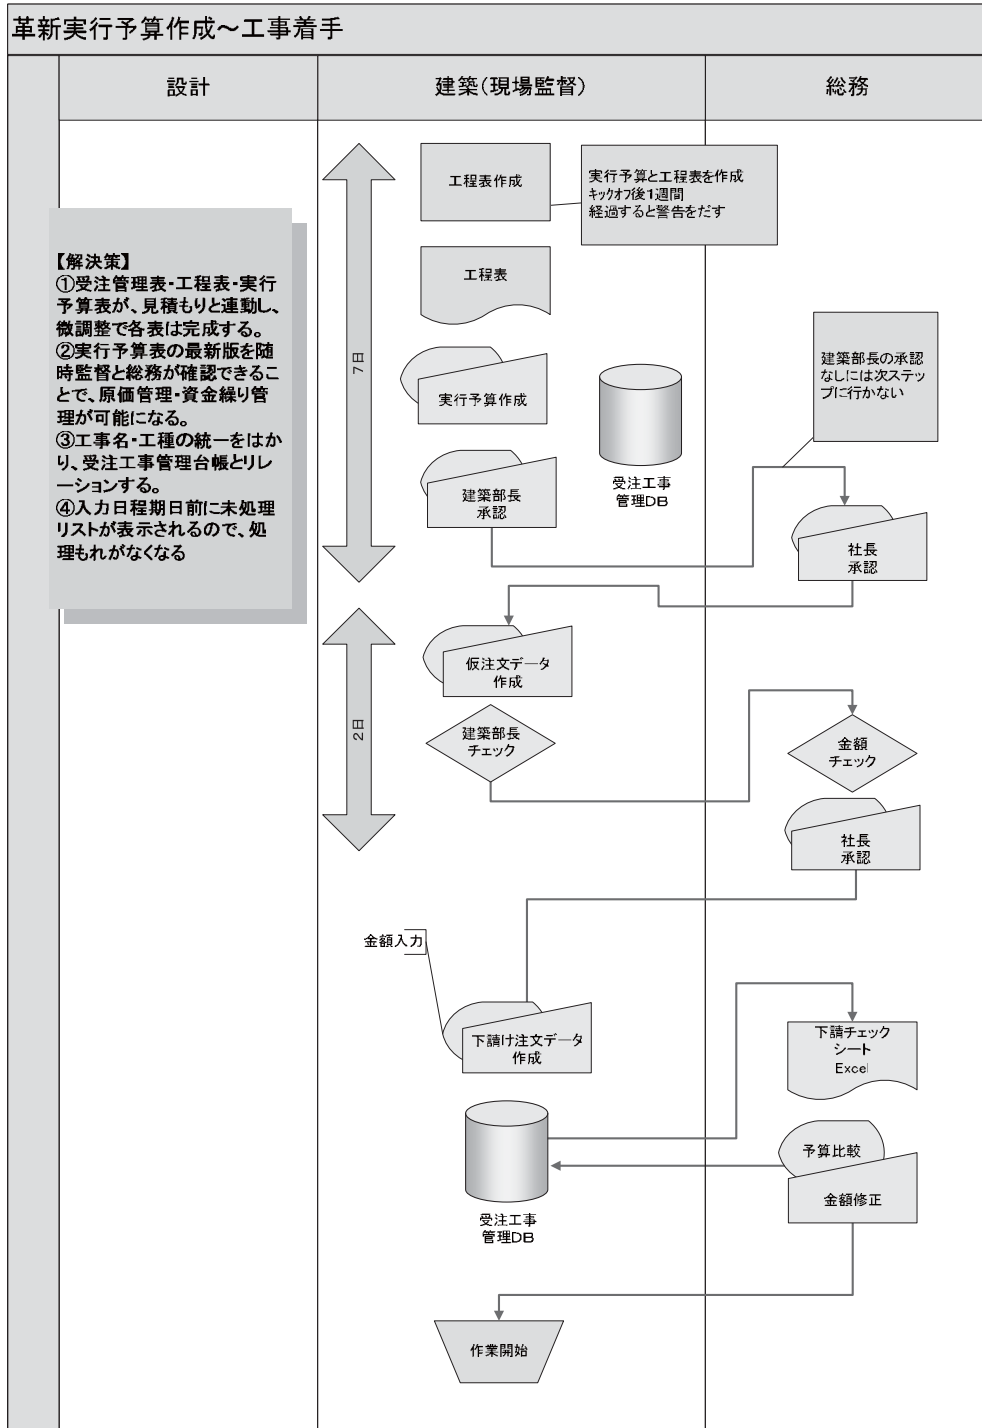 革新実行予算作成～工事着手
設計
建築(現場監督)
総務
工程表作成
実行予算と工程表を作成
キックオフ後1週間
経過すると警告をだす
【解決策】
①受注管理表・工程表・実行
予算表が、見積もりと連動し、
微調整で各表は完成する。
②実行予算表の最新版を随
時監督と総務が確認できるこ
とで、原価管理・資金繰り管
理が可能になる。
③工事名・工種の統一をはか
り、受注工事管理台帳とリレ
ーションする。
④入力日程期日前に未処理
リストが表示されるので、処
理もれがなくなる
工程表
7日
実行予算作成
建築部長の承認
なしには次ステッ
プに行かない
受注工事
管理DB
建築部長
承認
社長
承認
仮注文データ
作成
2日
建築部長
チェック
金額
チェック
社長
承認
金額入力
下請け注文データ
作成
下請チェック
シート
Excel
予算比較
金額修正
受注工事
管理DB
作業開始